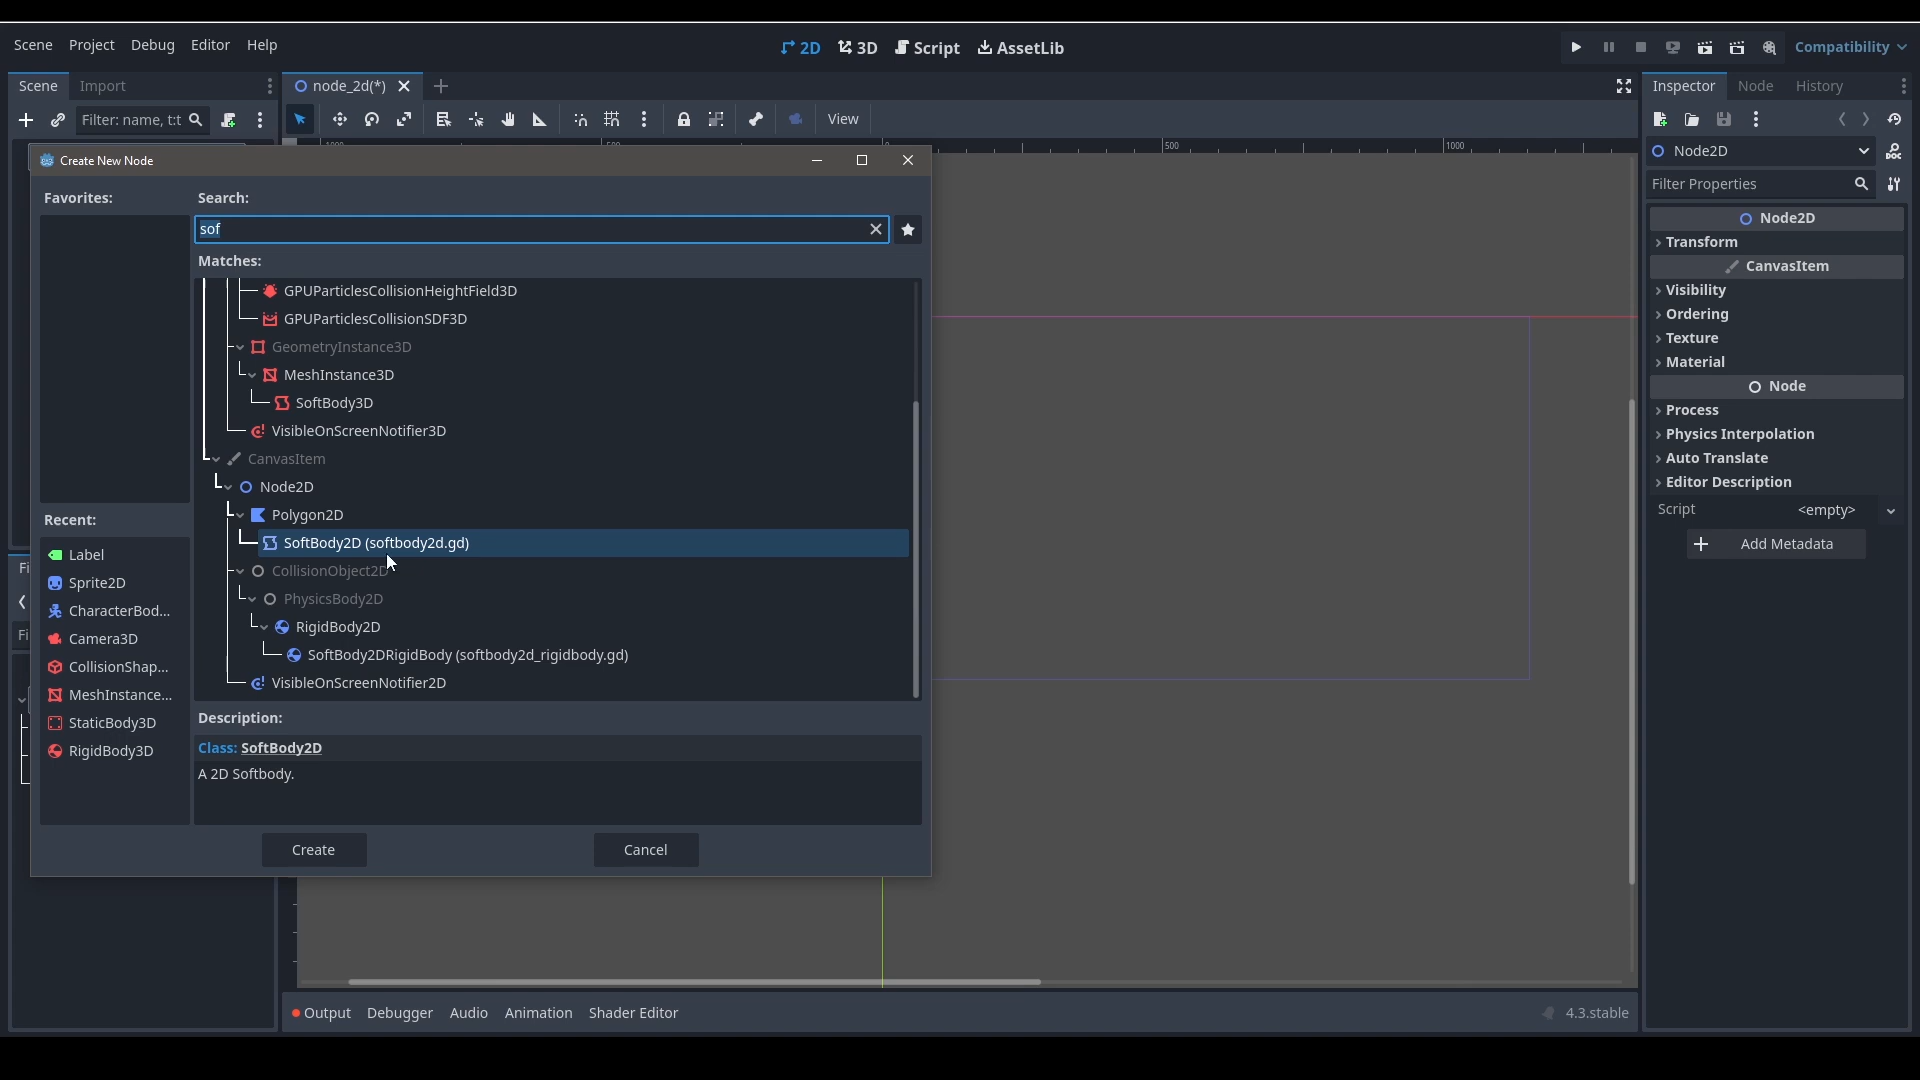 Scene Project Debug Editor Help
2D 3D Script AssetLib
Compatibility
Scene Import
node_2d(*)
Inspector Node History
Filter: name, t:t
View
Node2D
Filter Properties
500
1000
Create New Node
Favorites:
Search:
sof
Matches:
GPUParticlesCollisionHeightField3D
GPUParticlesCollisionSDF3D
GeometryInstance3D
MeshInstance3D
SoftBody3D
VisibleOnScreenNotifier3D
CanvasItem
Node2D
Polygon2D
SoftBody2D (softbody2d.gd)
CollisionObject2D
PhysicsBody2D
RigidBody2D
SoftBody2DRigidBody (softbody2d_rigidbody.gd)
VisibleOnScreenNotifier2D
Recent:
Label
Sprite2D
CharacterBod...
Camera3D
CollisionShap...
MeshInstance...
StaticBody3D
RigidBody3D
Description:
Class: SoftBody2D
A 2D Softbody.
Create
Cancel
Fi
Fi
Node2D
Transform
CanvasItem
Visibility
Ordering
Texture
Material
Node
Process
Physics Interpolation
Auto Translate
Editor Description
Script <empty>
Add Metadata
Output Debugger Audio Animation Shader Editor
4.3.stable